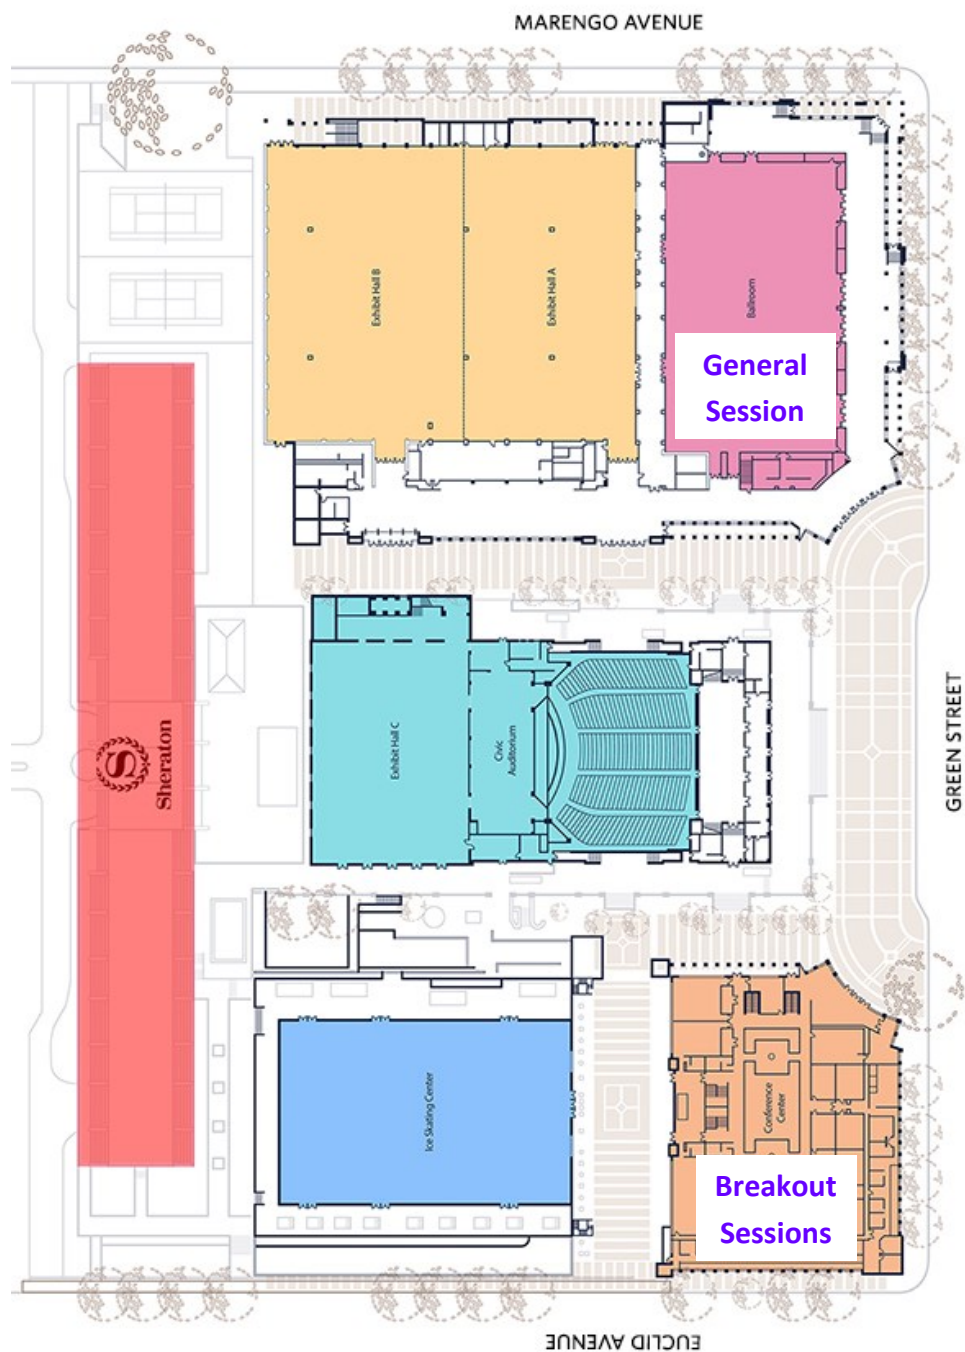 MARENGO AVENUE
Exhibit Hall B
Exhibit Hall A
Ballroom
General
Session
GREEN STREET
S
Sheraton
Exhibit Hall C
Civic
Auditorium
Ice Skating Center
Conference
Center
Breakout
Sessions
EUCLID AVENUE